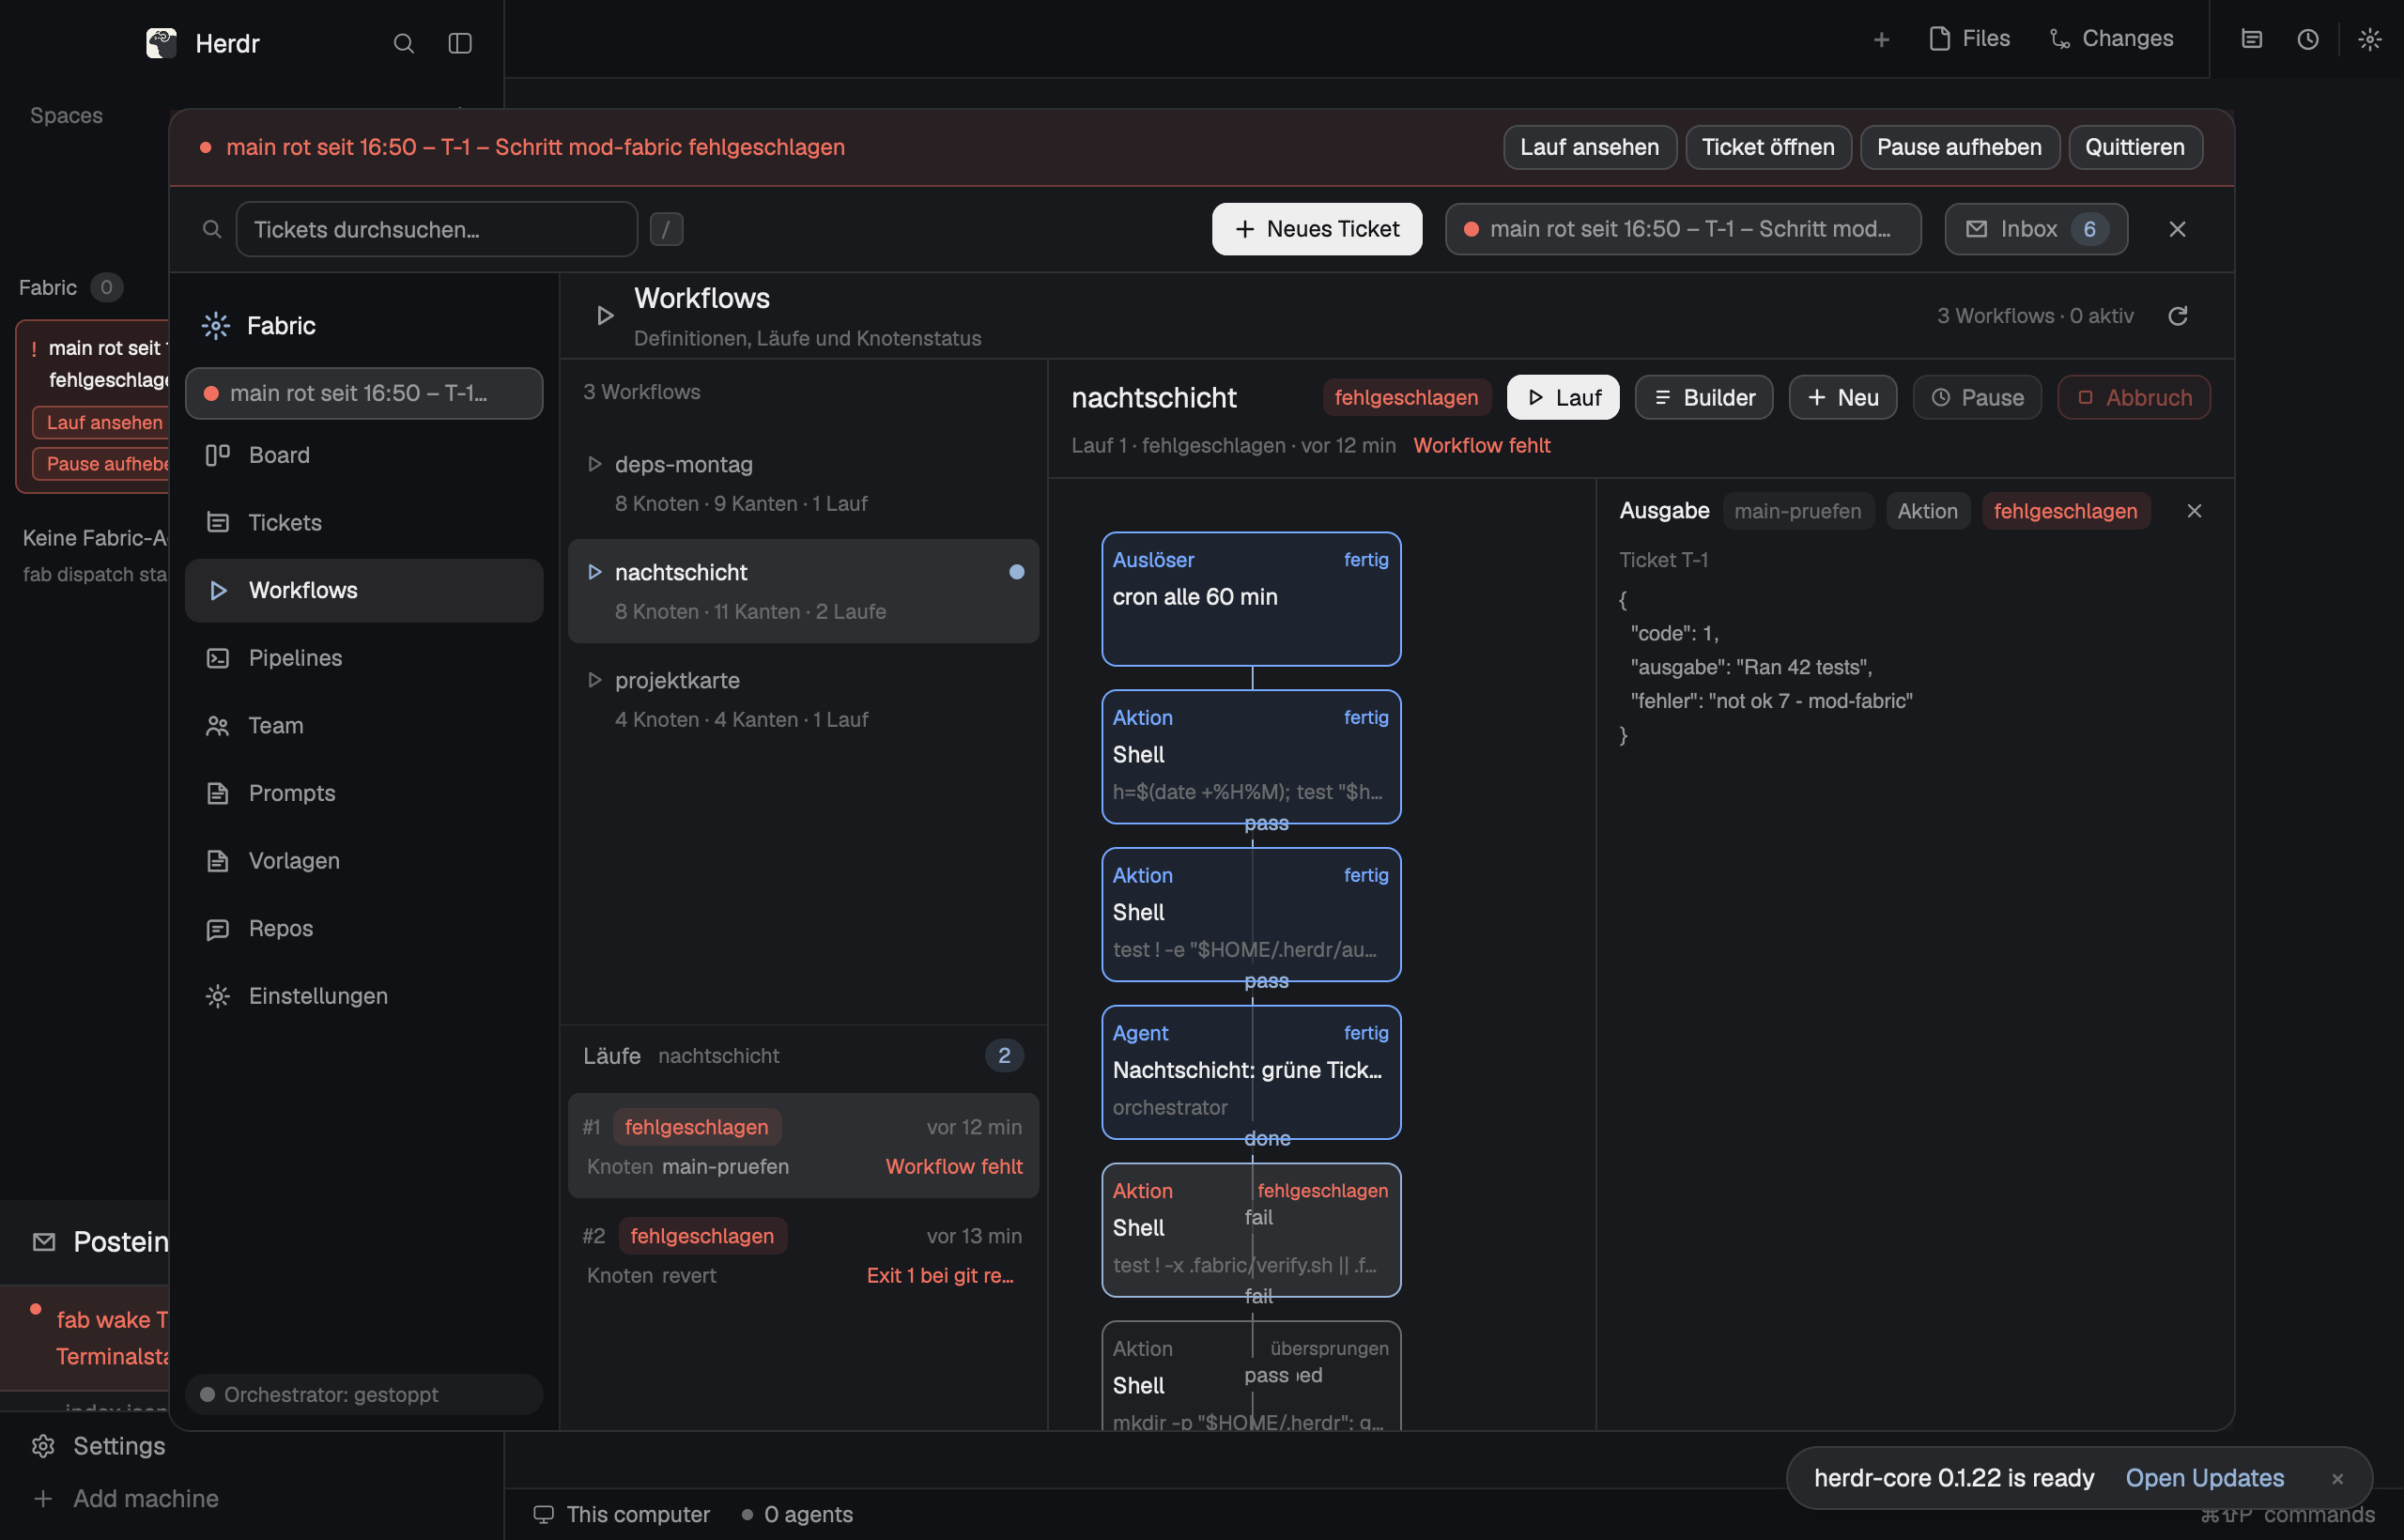 Herdr
Files
Changes
Spaces
main rot seit 16:50 – T-1 – Schritt mod-fabric fehlgeschlagen
Lauf ansehen
Ticket öffnen
Pause aufheben
Quittieren
Tickets durchsuchen…
/
Neues Ticket
main rot seit 16:50 – T-1 – Schritt mod…
Inbox 6
Fabric 0
main rot seit
fehlgeschlage
Lauf ansehen
Pause aufhebe
Keine Fabric-A
fab dispatch sta
Fabric
main rot seit 16:50 – T-1…
Board
Tickets
Workflows
Pipelines
Team
Prompts
Vorlagen
Repos
Einstellungen
Orchestrator: gestoppt
Workflows
Definitionen, Läufe und Knotenstatus
3 Workflows · 0 aktiv
3 Workflows
deps-montag
8 Knoten · 9 Kanten · 1 Lauf
nachtschicht
8 Knoten · 11 Kanten · 2 Laufe
projektkarte
4 Knoten · 4 Kanten · 1 Lauf
Läufe nachtschicht 2
#1 fehlgeschlagen vor 12 min
Knoten main-pruefen Workflow fehlt
#2 fehlgeschlagen vor 13 min
Knoten revert Exit 1 bei git re…
nachtschicht
fehlgeschlagen
Lauf
Builder
Neu
Pause
Abbruch
Lauf 1 · fehlgeschlagen · vor 12 min Workflow fehlt
Auslöser fertig
cron alle 60 min
Aktion fertig
Shell
h=$(date +%H%M); test "$h…
pass
Aktion fertig
Shell
test ! -e "$HOME/.herdr/au…
pass
Agent fertig
Nachtschicht: grüne Tick…
orchestrator
done
Aktion fehlgeschlagen
fail
Shell
test ! -x .fabric/verify.sh || .f…
fail
Aktion übersprungen
pass
Shell
mkdir -p "$HOME/.herdr"; g…
Ausgabe main-pruefen Aktion fehlgeschlagen
Ticket T-1
{
"code": 1,
"ausgabe": "Ran 42 tests",
"fehler": "not ok 7 - mod-fabric"
}
Postein
fab wake T
Terminalsta
Settings
Add machine
This computer
0 agents
herdr-core 0.1.22 is ready Open Updates
⌘⇧P commands